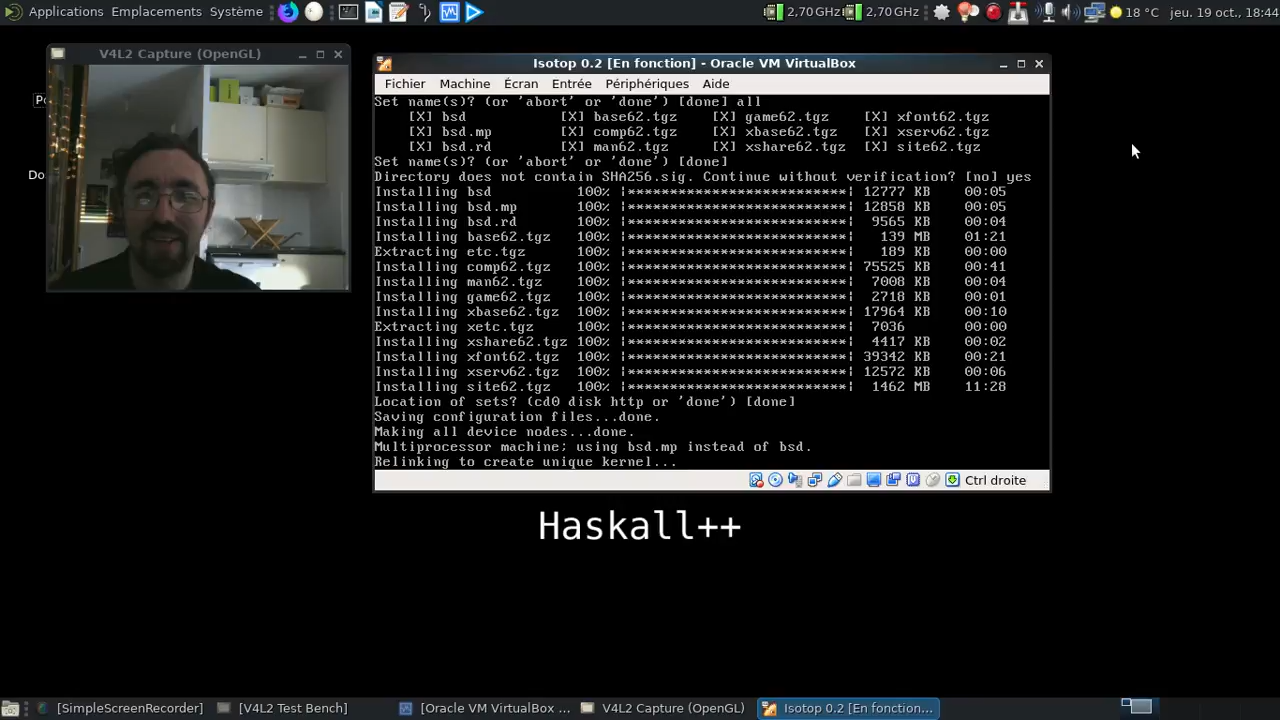 Applications Emplacements Système 2,70 GHz 2,70 GHz 18 °C jeu. 19 oct., 18:44
V4L2 Capture (OpenGL)
Isotop 0.2 [En fonction] - Oracle VM VirtualBox
Fichier Machine Écran Entrée Périphériques Aide
Set name(s)? (or 'abort' or 'done') [done] all
[X] bsd [X] base62.tgz [X] game62.tgz [X] xfont62.tgz
[X] bsd.mp [X] comp62.tgz [X] xbase62.tgz [X] xserv62.tgz
[X] bsd.rd [X] man62.tgz [X] xshare62.tgz [X] site62.tgz
Set name(s)? (or 'abort' or 'done') [done]
Directory does not contain SHA256.sig. Continue without verification? [no] yes
Installing bsd 100% |**************************| 12777 KB 00:05
Installing bsd.mp 100% |**************************| 12858 KB 00:05
Installing bsd.rd 100% |**************************| 9565 KB 00:04
Installing base62.tgz 100% |**************************| 139 MB 01:21
Extracting etc.tgz 100% |**************************| 189 KB 00:00
Installing comp62.tgz 100% |**************************| 75525 KB 00:41
Installing man62.tgz 100% |**************************| 7008 KB 00:04
Installing game62.tgz 100% |**************************| 2718 KB 00:01
Installing xbase62.tgz 100% |**************************| 17964 KB 00:10
Extracting xetc.tgz 100% |**************************| 7036 00:00
Installing xshare62.tgz 100% |**************************| 4417 KB 00:02
Installing xfont62.tgz 100% |**************************| 39342 KB 00:21
Installing xserv62.tgz 100% |**************************| 12572 KB 00:06
Installing site62.tgz 100% |**************************| 1462 MB 11:28
Location of sets? (cd0 disk http or 'done') [done]
Saving configuration files...done.
Making all device nodes...done.
Multiprocessor machine; using bsd.mp instead of bsd.
Relinking to create unique kernel...
Ctrl droite
Haskall++
[SimpleScreenRecorder] [V4L2 Test Bench] [Oracle VM VirtualBox ... V4L2 Capture (OpenGL) Isotop 0.2 [En fonction...